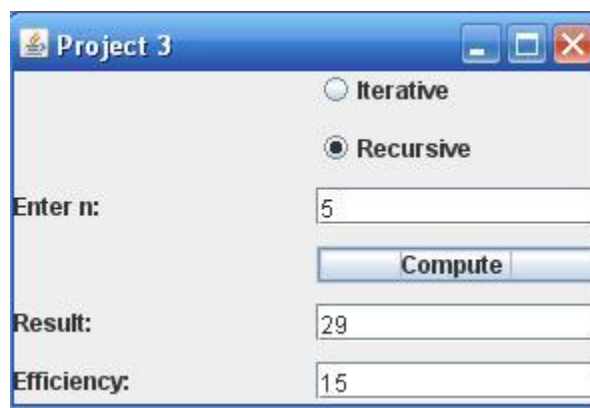 Project 3
Iterative
Recursive
Enter n: 5
Compute
Result: 29
Efficiency: 15